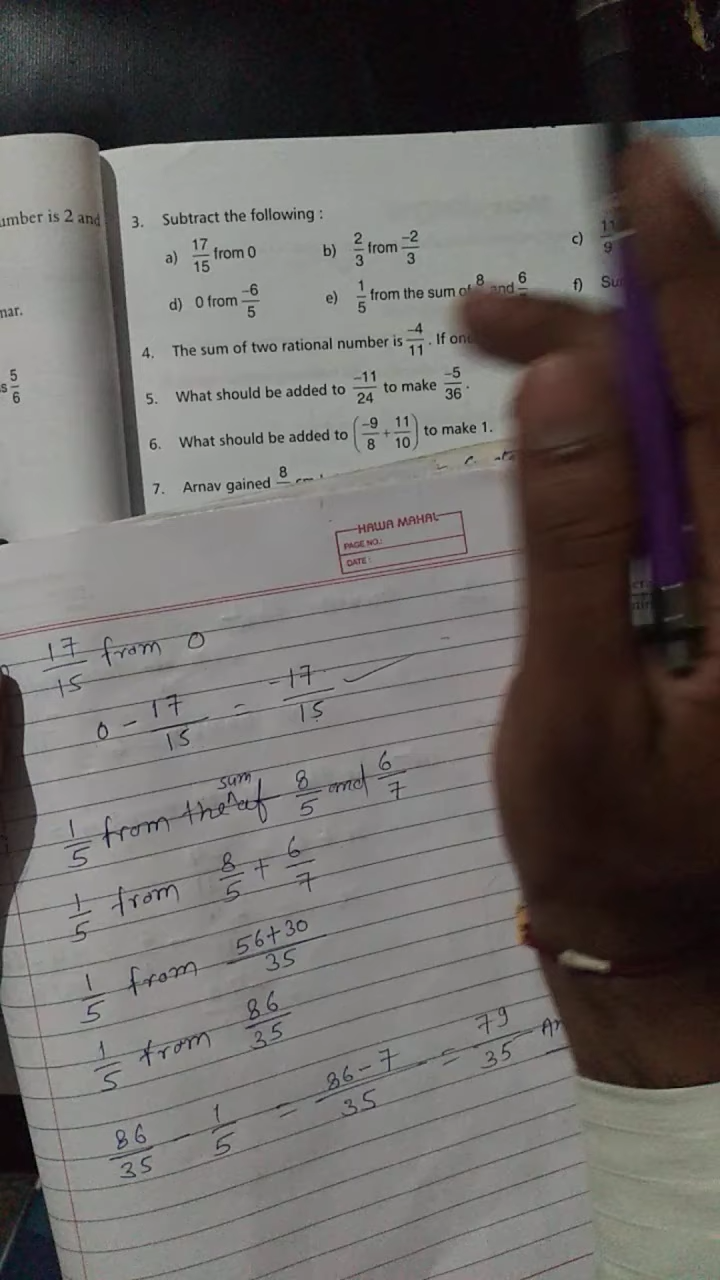 umber is 2 and
nar.
s 5/6
3. Subtract the following :
a) 17/15 from 0 b) 2/3 from -2/3 c) 11/9
d) 0 from -6/5 e) 1/5 from the sum of 8 and 6 f)
4. The sum of two rational number is -4/11 . If
5. What should be added to -11/24 to make -5/36 .
6. What should be added to (-9/8 + 11/10) to make 1.
7. Arnav gained 8
HAWA MAHAL
PAGE NO.:
DATE :
17/15 from 0
0 - 17/15 = -17/15
1/5 from the sum of 8/5 and 6/7
1/5 from 8/5 + 6/7
1/5 from 56+30/35
1/5 from 86/35
86/35 - 1/5 = 86-7/35 = 79/35